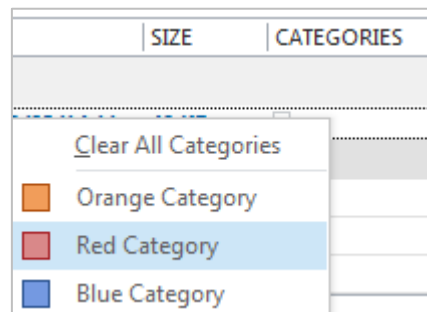 SIZE CATEGORIES
Clear All Categories
Orange Category
Red Category
Blue Category